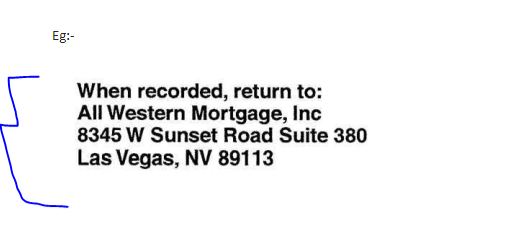 Eg:-
When recorded, return to:
All Western Mortgage, Inc
8345 W Sunset Road Suite 380
Las Vegas, NV 89113